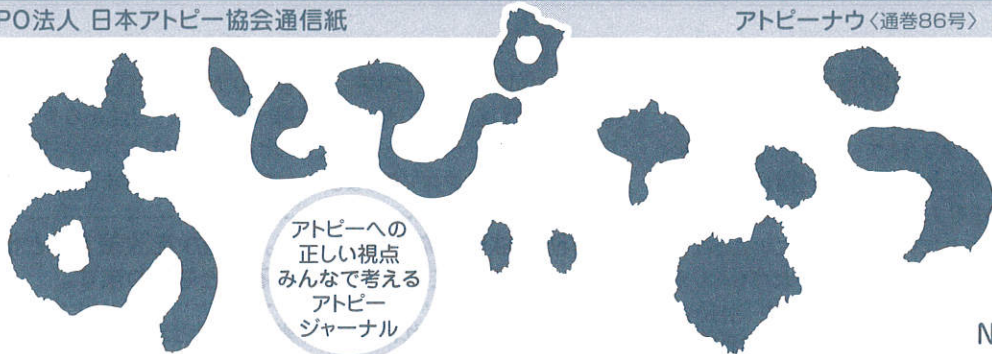 PO法人 日本アトピー協会通信紙
アトピーナウ〈通巻86号〉
あとぴいなう
アトピーへの
正しい視点
みんなで考える
アトピー
ジャーナル
N